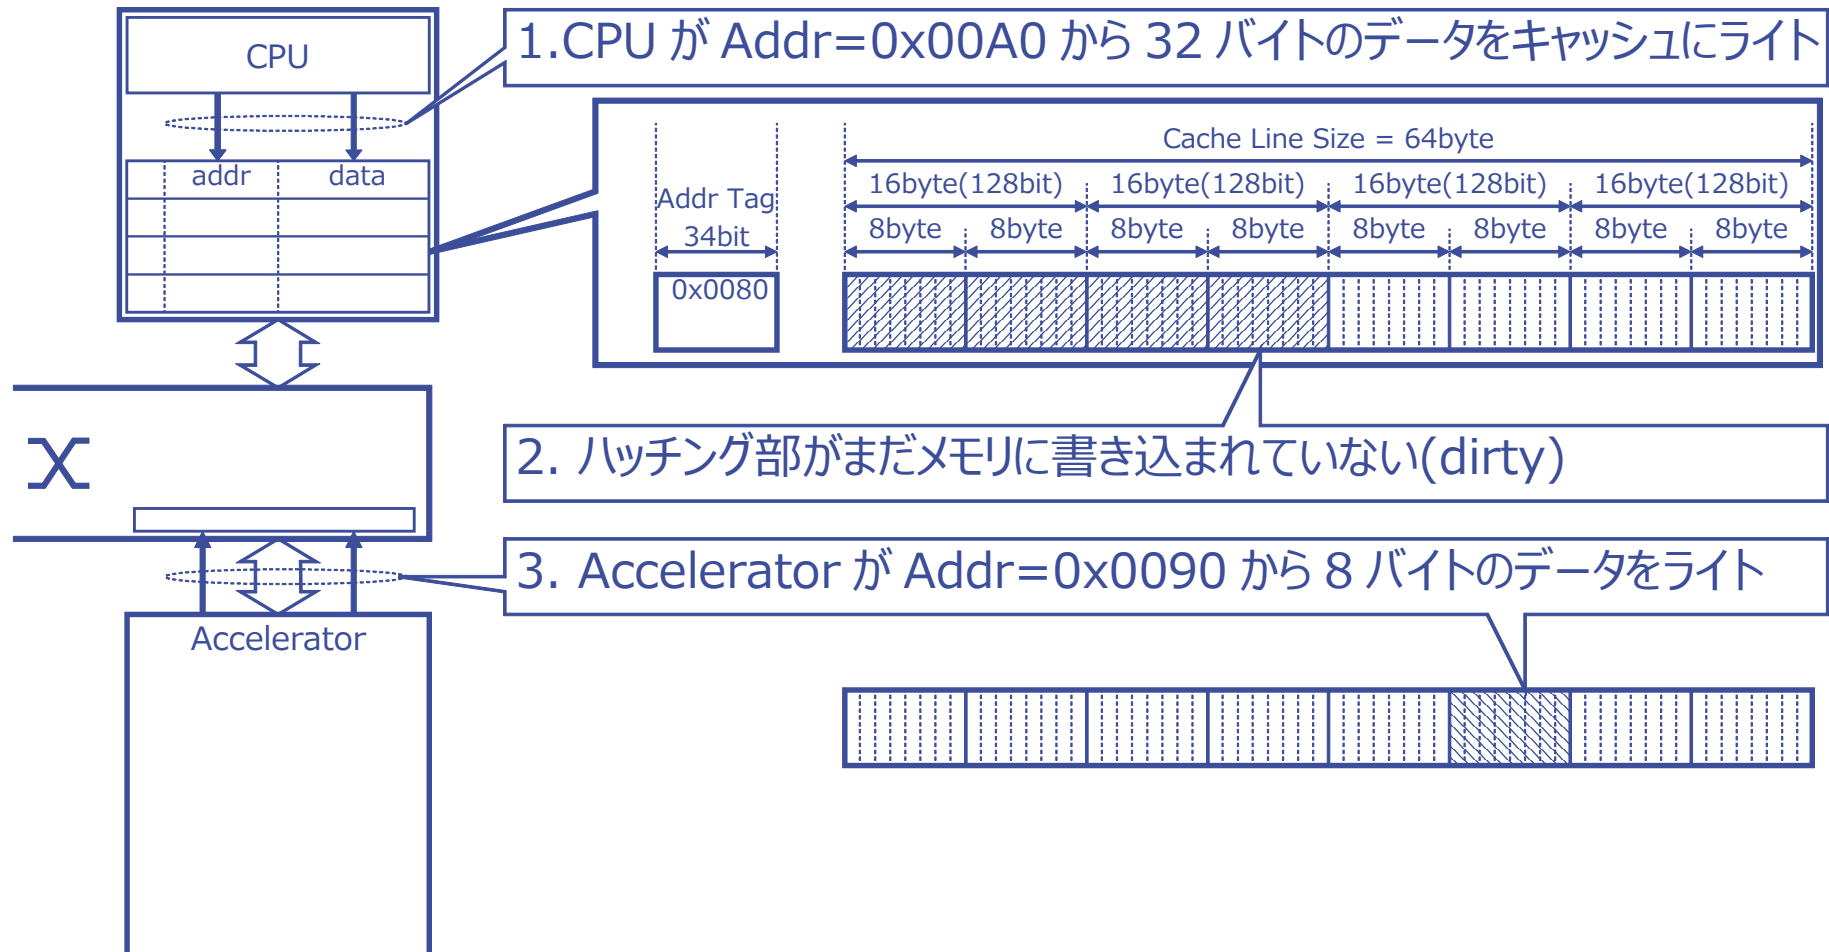 CPU
1.CPU が Addr=0x00A0 から 32 バイトのデータをキャッシュにライト
addr data
Cache Line Size = 64byte
16byte(128bit) 16byte(128bit) 16byte(128bit) 16byte(128bit)
Addr Tag
34bit
8byte 8byte 8byte 8byte 8byte 8byte 8byte 8byte
0x0080
2. ハッチング部がまだメモリに書き込まれていない(dirty)
3. Accelerator が Addr=0x0090 から 8 バイトのデータをライト
Accelerator